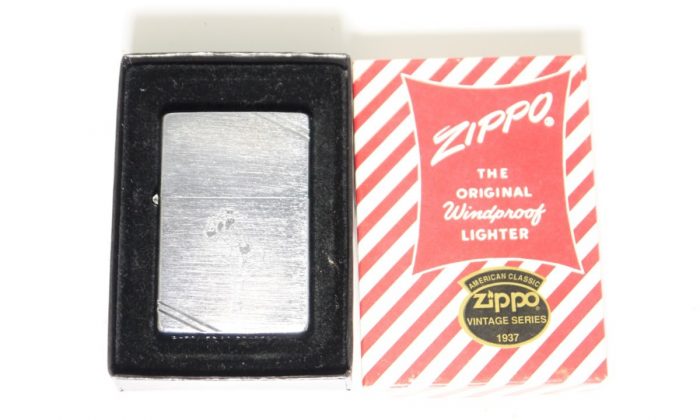 ZIPPO®
THE
ORIGINAL
Windproof
LIGHTER
AMERICAN CLASSIC
Zippo®
VINTAGE SERIES
1937